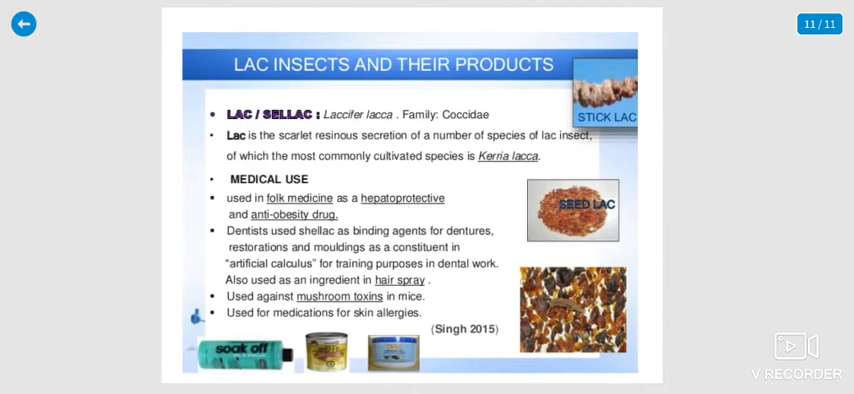 11 / 11
LAC INSECTS AND THEIR PRODUCTS
STICK LAC
• LAC / SELLAC : Laccifer lacca . Family: Coccidae
• Lac is the scarlet resinous secretion of a number of species of lac insect,
of which the most commonly cultivated species is Kerria lacca.
• MEDICAL USE
▪ used in folk medicine as a hepatoprotective
and anti-obesity drug.
SEED LAC
▪ Dentists used shellac as binding agents for dentures,
restorations and mouldings as a constituent in
“artificial calculus” for training purposes in dental work.
Also used as an ingredient in hair spray .
▪ Used against mushroom toxins in mice.
▪ Used for medications for skin allergies.
(Singh 2015)
soak off
V RECORDER